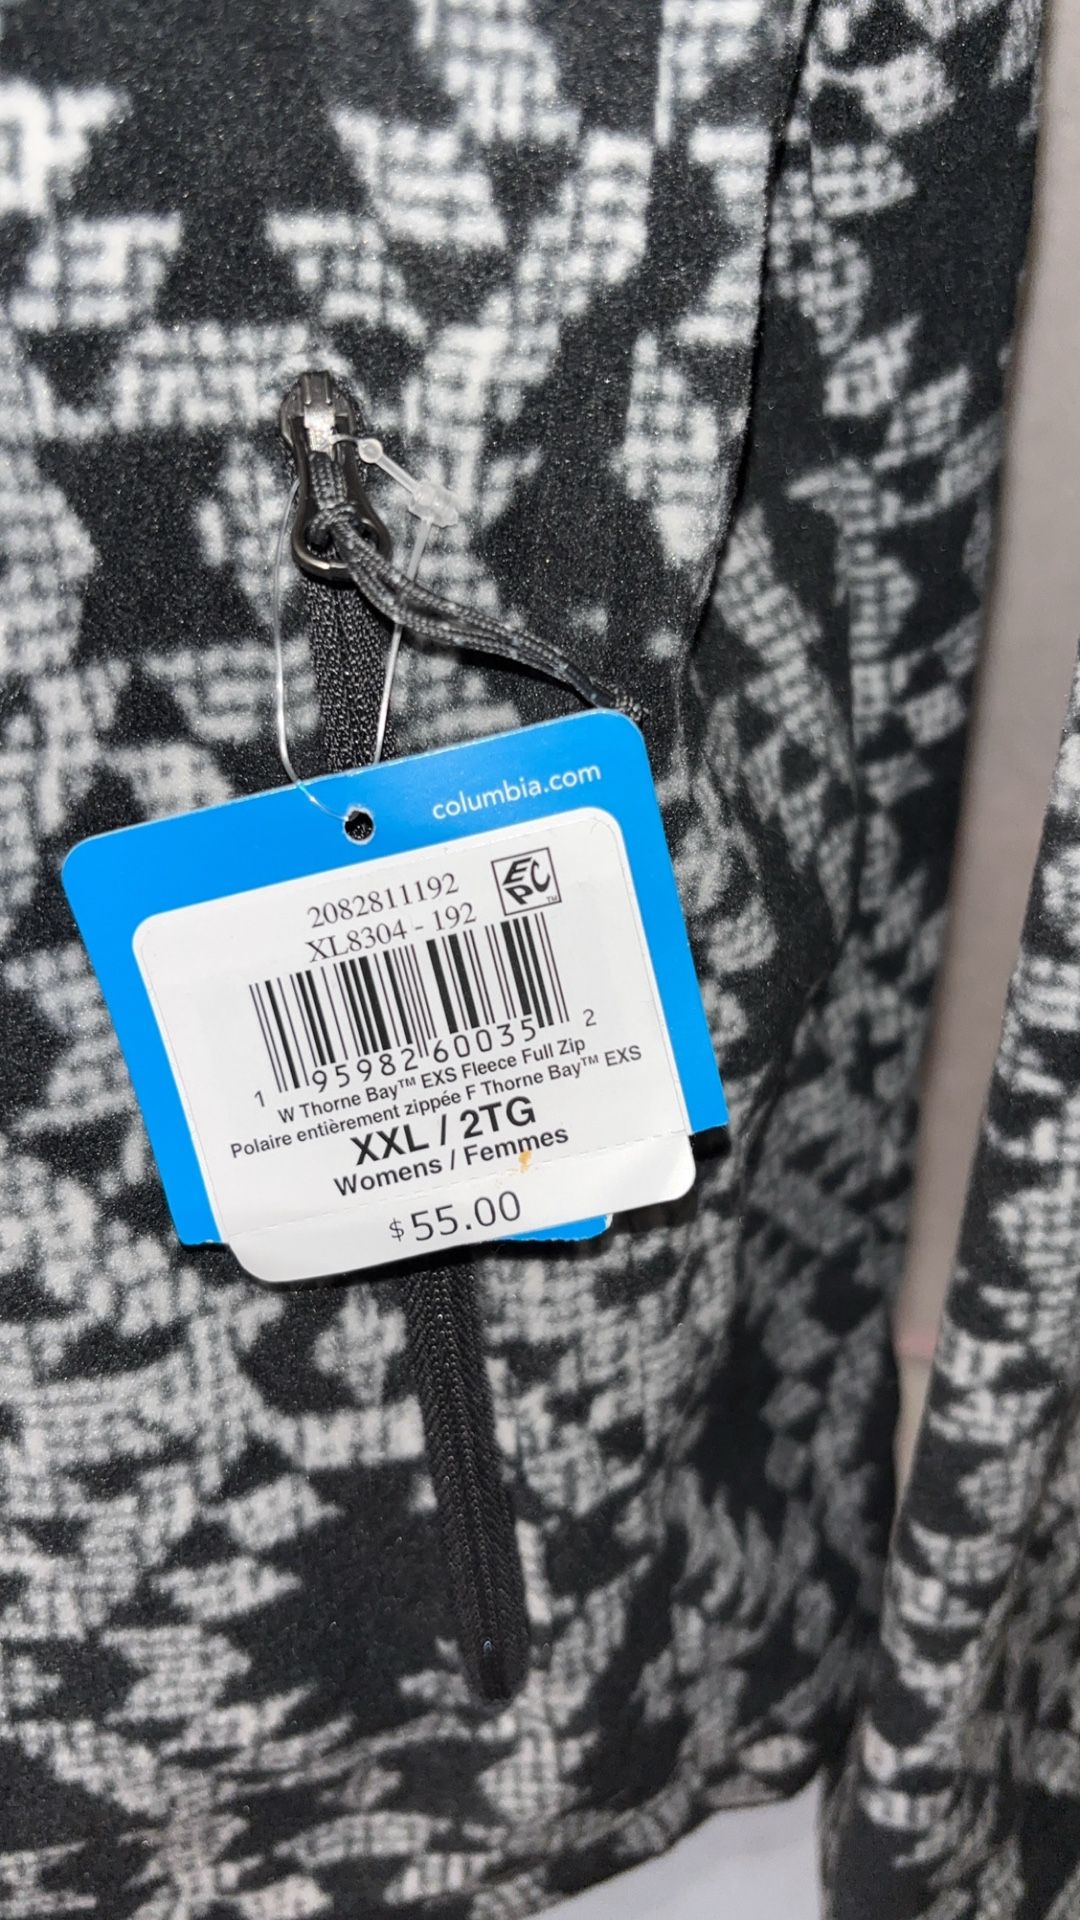 columbia.com
2082811192
EPC™
XL8304 - 192
1 95982 60035 2
W Thorne Bay™ EXS Fleece Full Zip
Polaire entièrement zippée F Thorne Bay™ EXS
XXL / 2TG
Womens / Femmes
$55.00